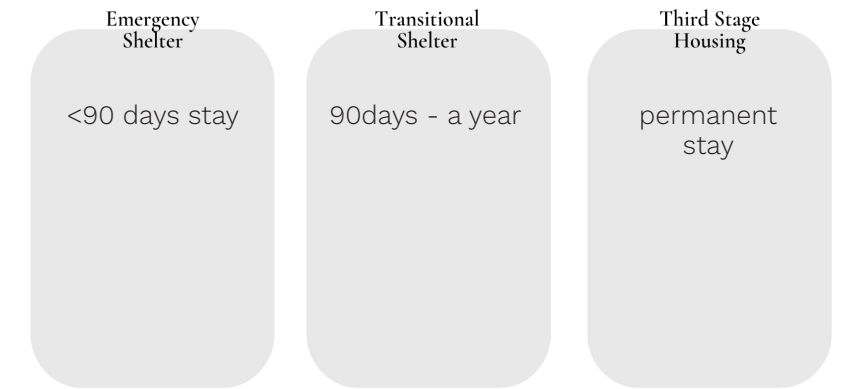 Emergency
Shelter
<90 days stay
Transitional
Shelter
90days - a year
Third Stage
Housing
permanent
stay